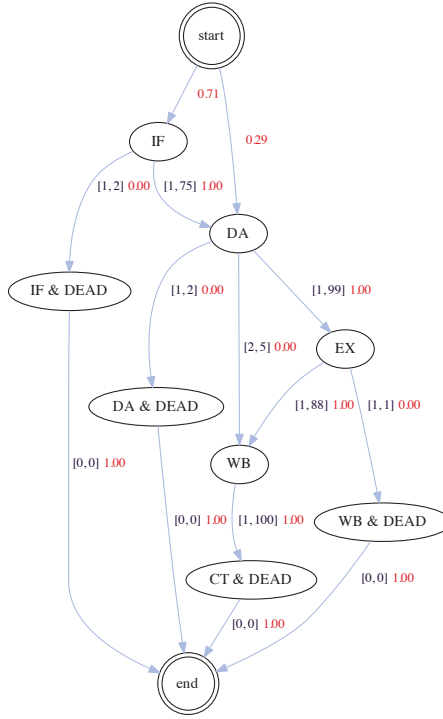 start
0.71
0.29
IF
[1, 2] 0.00
[1, 75] 1.00
DA
IF & DEAD
[1, 2] 0.00
[2, 5] 0.00
[1, 99] 1.00
EX
DA & DEAD
[1, 88] 1.00
[1, 1] 0.00
WB
[0, 0] 1.00
[0, 0] 1.00
[1, 100] 1.00
WB & DEAD
CT & DEAD
[0, 0] 1.00
[0, 0] 1.00
end